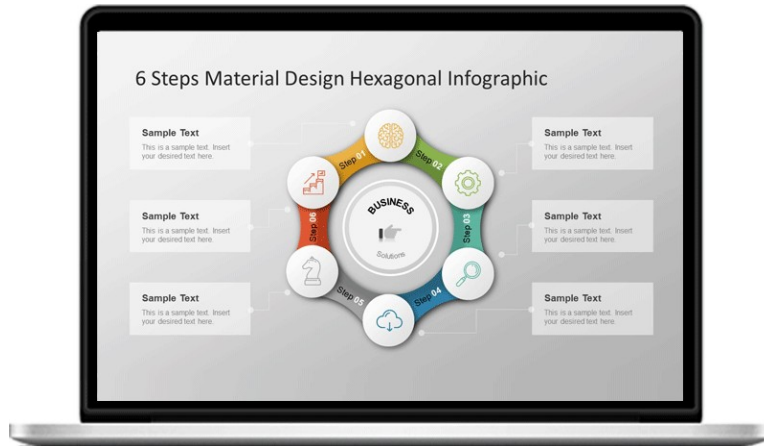 6 Steps Material Design Hexagonal Infographic
Sample Text
This is a sample text. Insert
your desired text here.
Sample Text
This is a sample text. Insert
your desired text here.
Sample Text
This is a sample text. Insert
your desired text here.
Step 01
Step 02
Step 03
Step 04
Step 05
Step 06
BUSINESS
Solutions
Sample Text
This is a sample text. Insert
your desired text here.
Sample Text
This is a sample text. Insert
your desired text here.
Sample Text
This is a sample text. Insert
your desired text here.